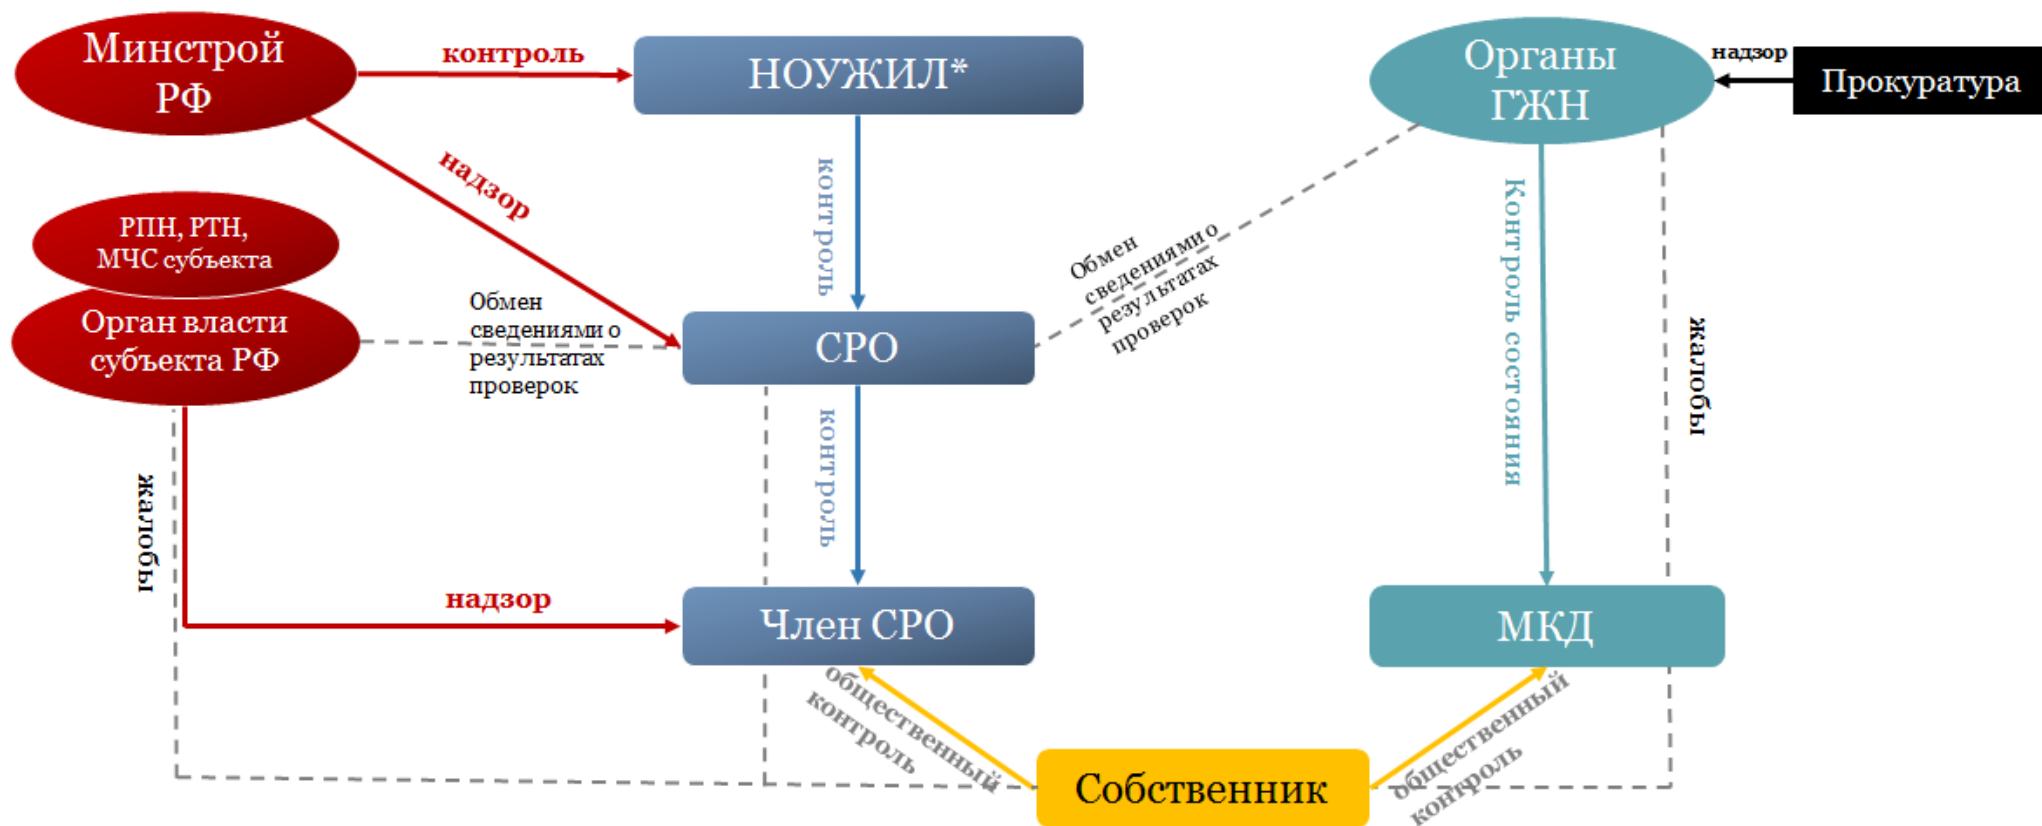 Минстрой
РФ
контроль
НОУЖИЛ*
Органы
ГЖН
надзор
Прокуратура
надзор
контроль
РПН, РТН,
МЧС субъекта
Орган власти
субъекта РФ
Обмен
сведениями о
результатах
проверок
СРО
Обмен
сведениями о
результатах
проверок
Контроль состояния
жалобы
жалобы
контроль
надзор
Член СРО
МКД
общественный
контроль
Собственник
общественный
контроль